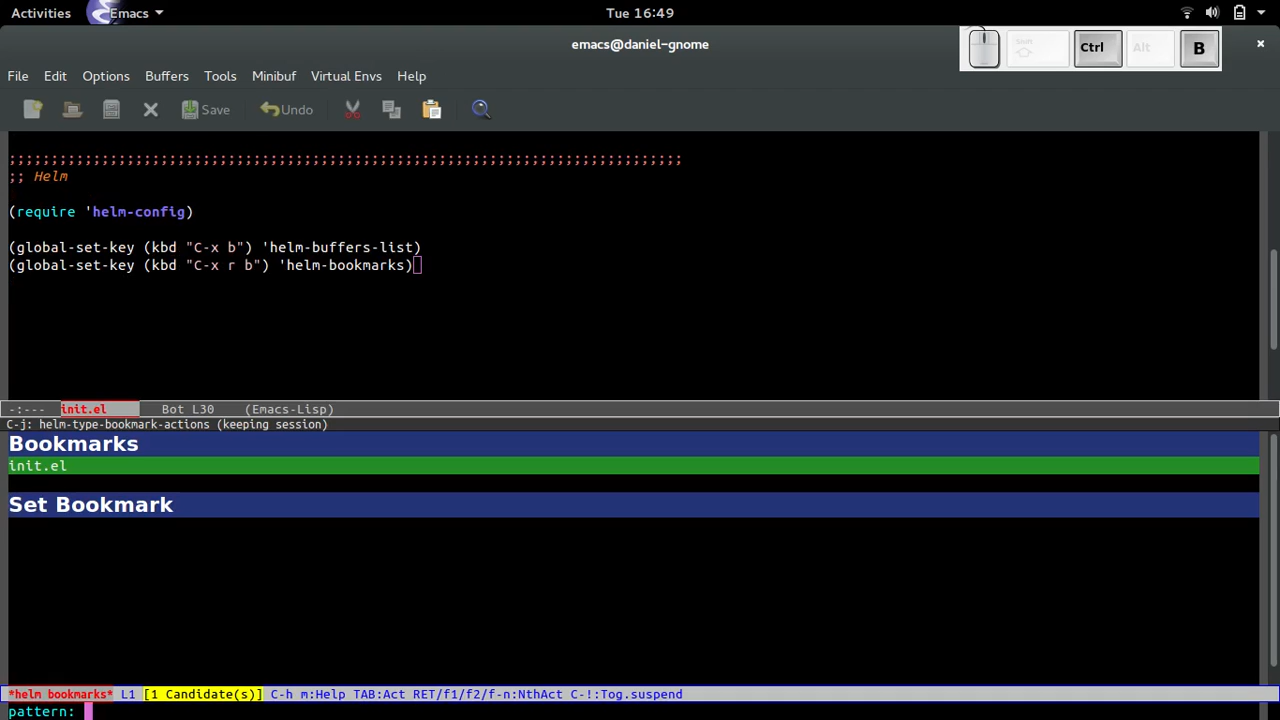 Activities Emacs Tue 16:49
emacs@daniel-gnome
Shift Ctrl Alt B
File Edit Options Buffers Tools Minibuf Virtual Envs Help
Save Undo
;;;;;;;;;;;;;;;;;;;;;;;;;;;;;;;;;;;;;;;;;;;;;;;;;;;;;;;;;;;;;;;;;;;;;;;;;;;;;;;;
;; Helm
(require 'helm-config)
(global-set-key (kbd "C-x b") 'helm-buffers-list)
(global-set-key (kbd "C-x r b") 'helm-bookmarks)
-:--- init.el Bot L30 (Emacs-Lisp)
C-j: helm-type-bookmark-actions (keeping session)
Bookmarks
init.el
Set Bookmark
*helm bookmarks* L1 [1 Candidate(s)] C-h m:Help TAB:Act RET/f1/f2/f-n:NthAct C-!:Tog.suspend
pattern: